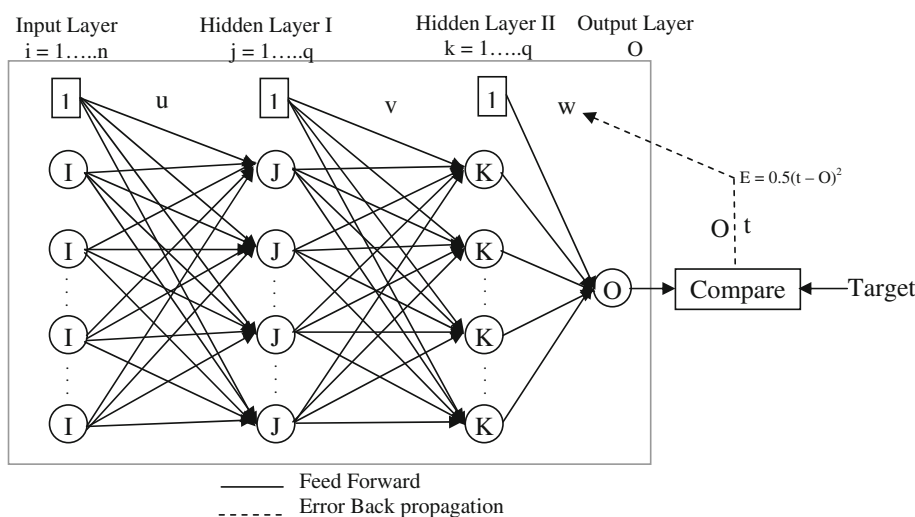 Input Layer
i = 1…..n
Hidden Layer I
j = 1…..q
Hidden Layer II
k = 1…..q
Output Layer
O
1
u
1
v
1
w
I
J
K
E = 0.5(t – O)²
I
J
K
O t
O
Compare
Target
I
J
K
I
J
K
Feed Forward
Error Back propagation